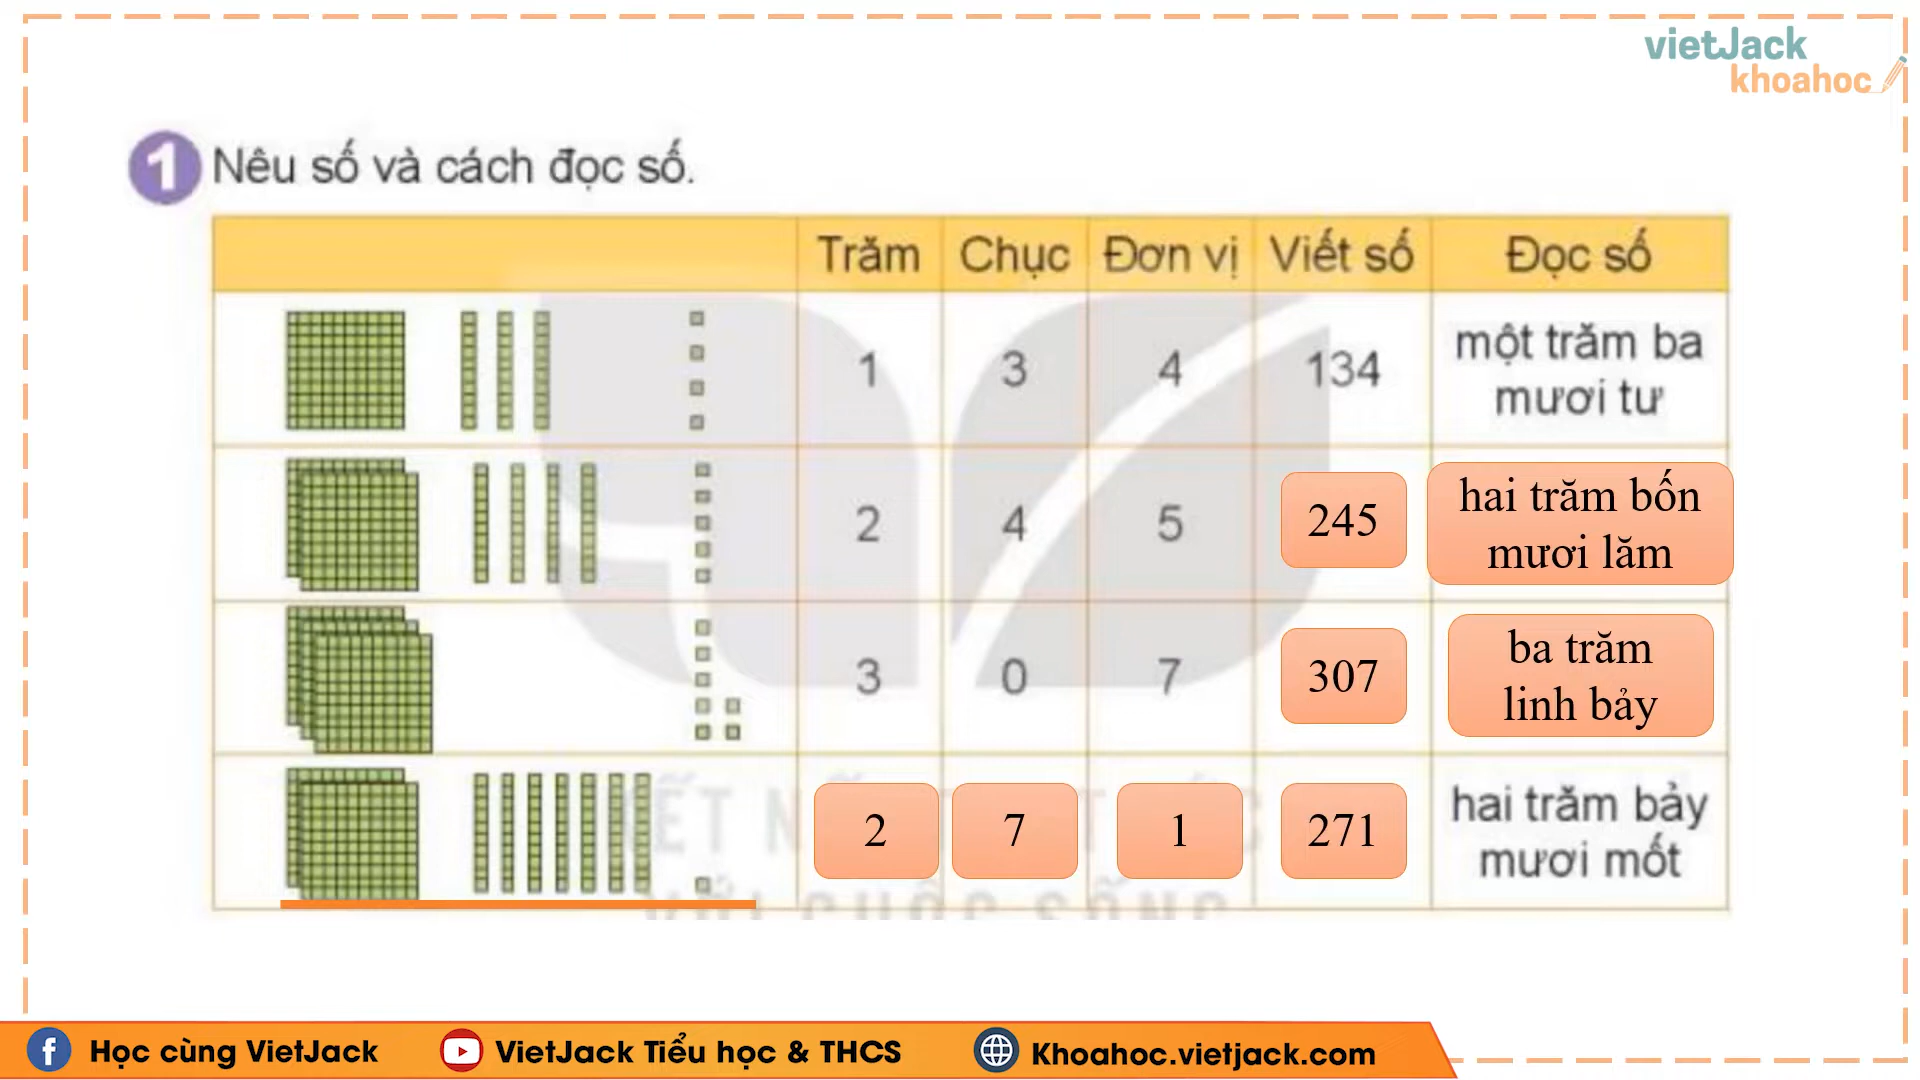 vietJack
khoahoc
1 Nêu số và cách đọc số.
Trăm Chục Đơn vị Viết số Đọc số
1 3 4 134 một trăm ba
mươi tư
2 4 5 245 hai trăm bốn
mươi lăm
3 0 7 307 ba trăm
linh bảy
2 7 1 271 hai trăm bảy
mươi mốt
Học cùng VietJack VietJack Tiểu học & THCS Khoahoc.vietjack.com